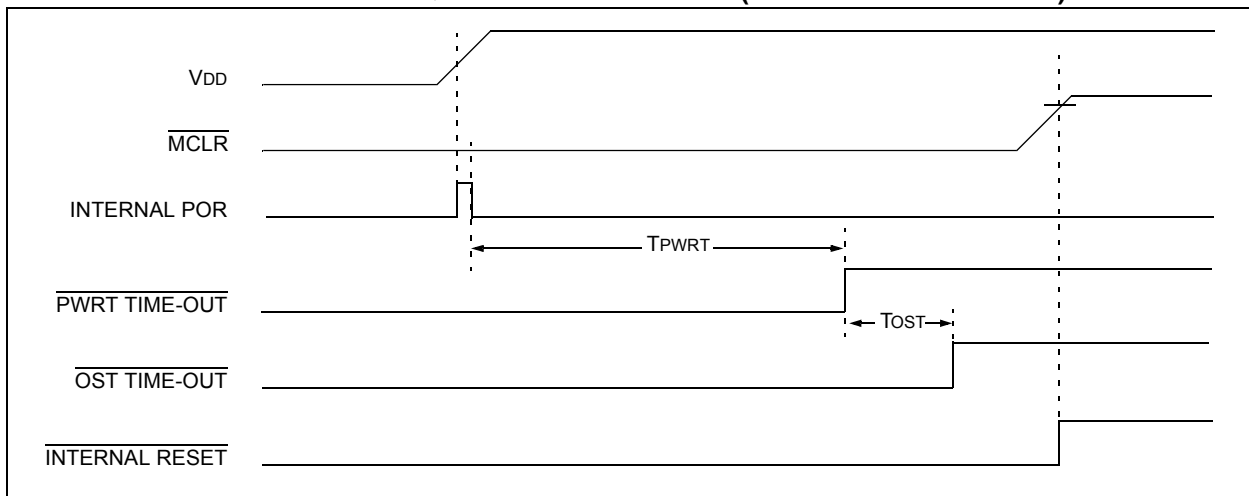 VDD
MCLR
INTERNAL POR
TPWRT
PWRT TIME-OUT
TOST
OST TIME-OUT
INTERNAL RESET